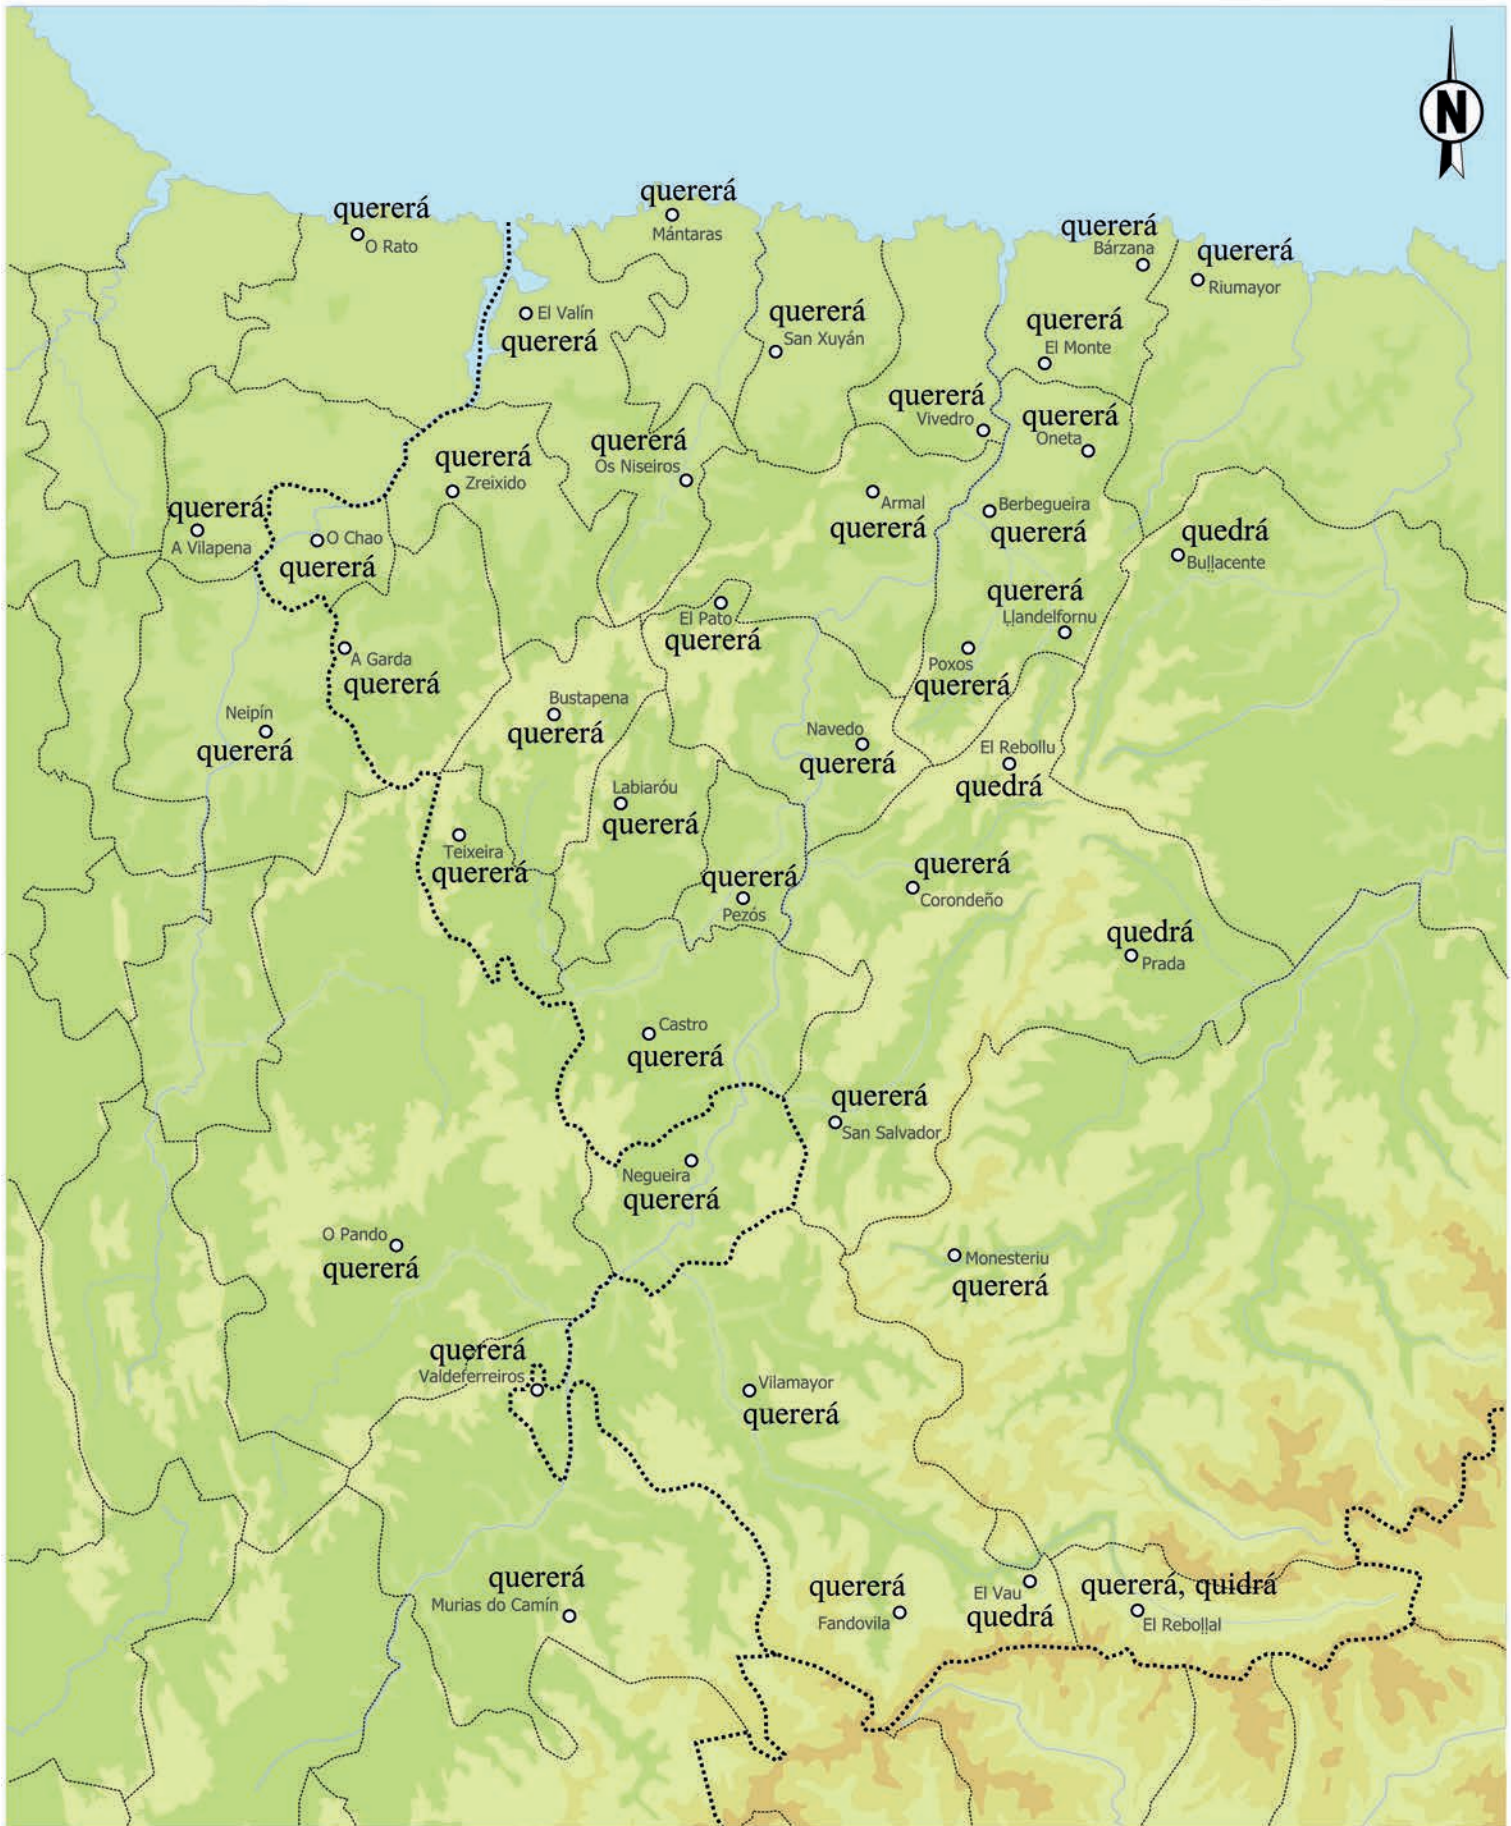 N
quererá
Mántaras
quererá
O Rato
quererá
Bárzana
quererá
Riumayor
El Valín
quererá
quererá
San Xuyán
quererá
El Monte
quererá
Vivedro
quererá
Oneta
quererá
Os Niseiros
quererá
Zreixido
quererá
A Vilapena
O Chao
quererá
Armal
quererá
Berbegueira
quererá
quedrá
Buḷḷacente
quererá
Ḷḷandelfornu
El Pato
quererá
A Garda
quererá
Poxos
quererá
Neipín
quererá
Bustapena
quererá
Navedo
quererá
El Rebollu
quedrá
Labiaróu
quererá
Teixeira
quererá
quererá
Pezós
quererá
Corondeño
quedrá
Prada
Castro
quererá
quererá
San Salvador
Negueira
quererá
O Pando
quererá
Monesteriu
quererá
quererá
Valdeferreiros
Vilamayor
quererá
quererá
Murias do Camín
quererá
Fandovila
El Vau
quedrá
quererá, quidrá
El Reboḷḷal